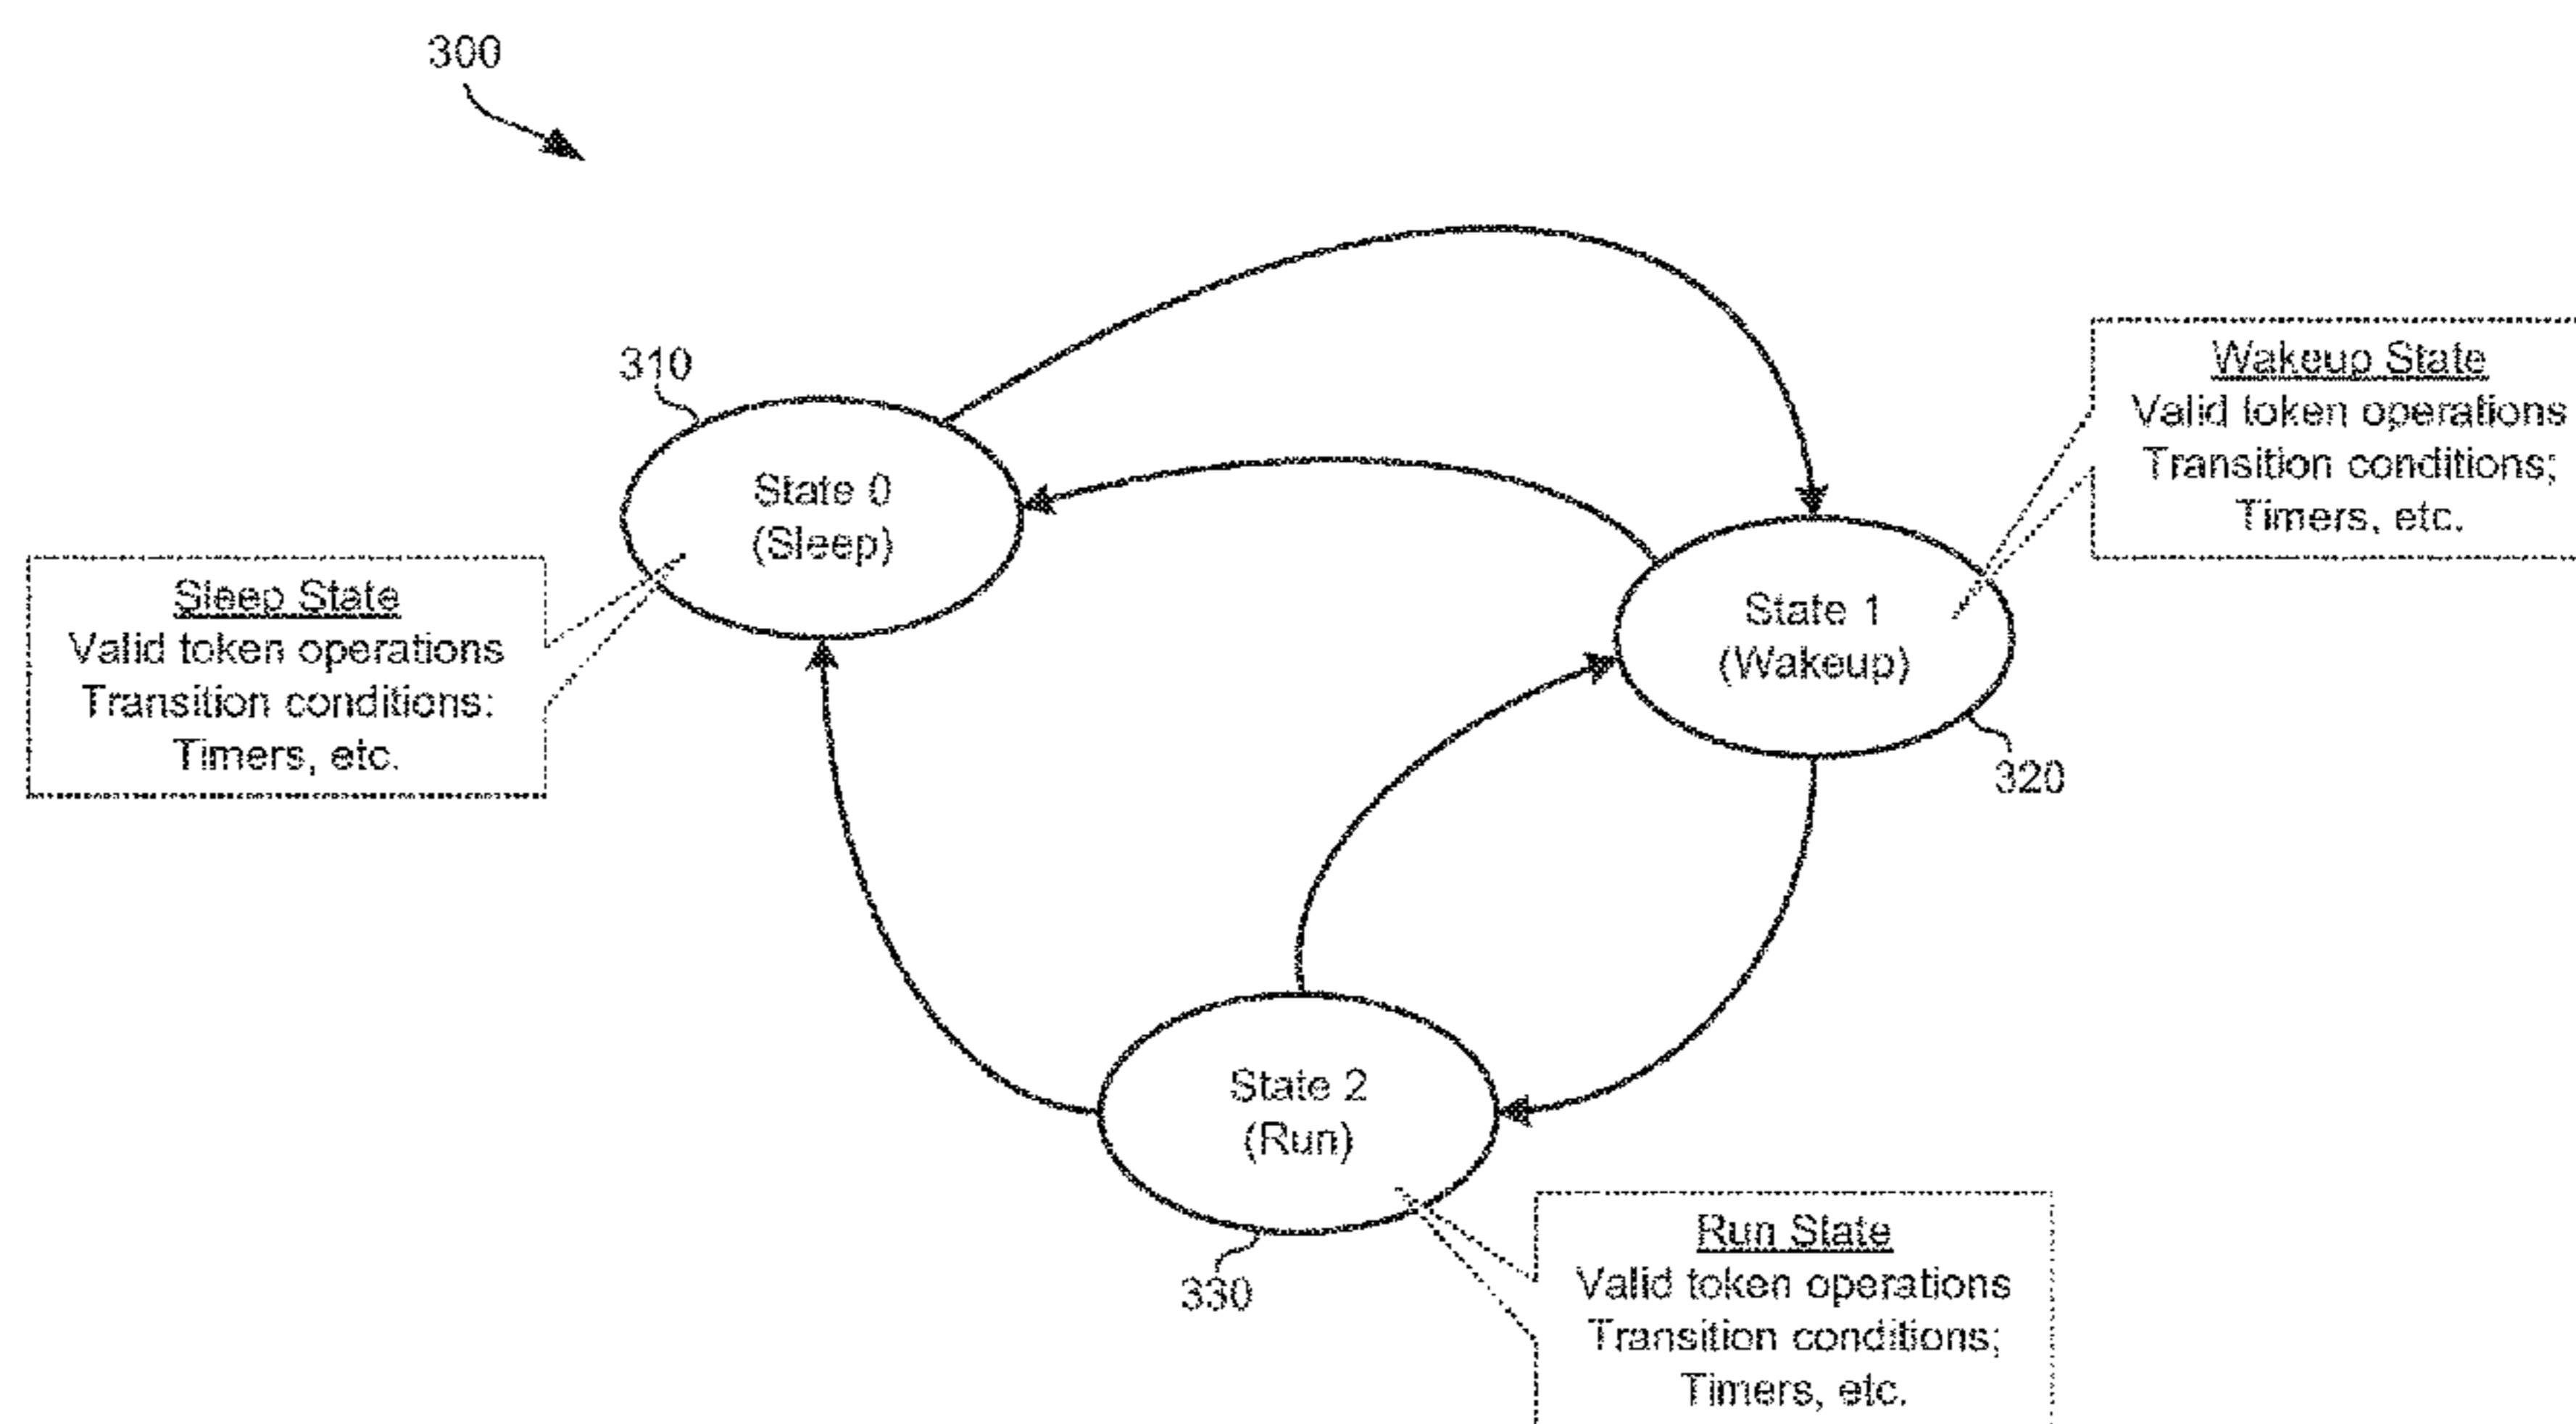 300
310
State 0
(Sleep)
Sleep State
Valid token operations
Transition conditions:
Timers, etc.
Wakeup State
Valid token operations
Transition conditions;
Timers, etc.
State 1
(Wakeup)
320
State 2
(Run)
330
Run State
Valid token operations
Transition conditions;
Timers, etc.